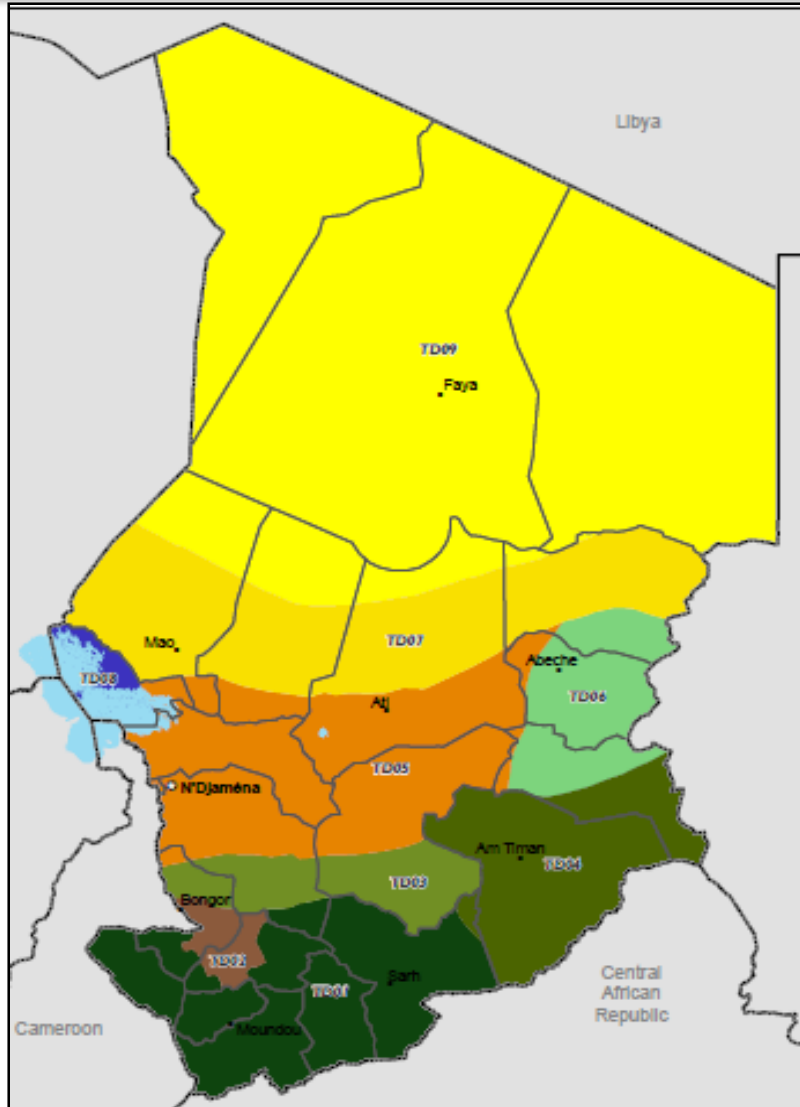 Libya
TD09
Faya
Mao
TD07
Abeche
TD08
TD06
Ati
TD05
N'Djaména
Am Timan
TD04
TD03
Bongor
TD02
Sarh
TD01
Central
African
Republic
Cameroon
Moundou